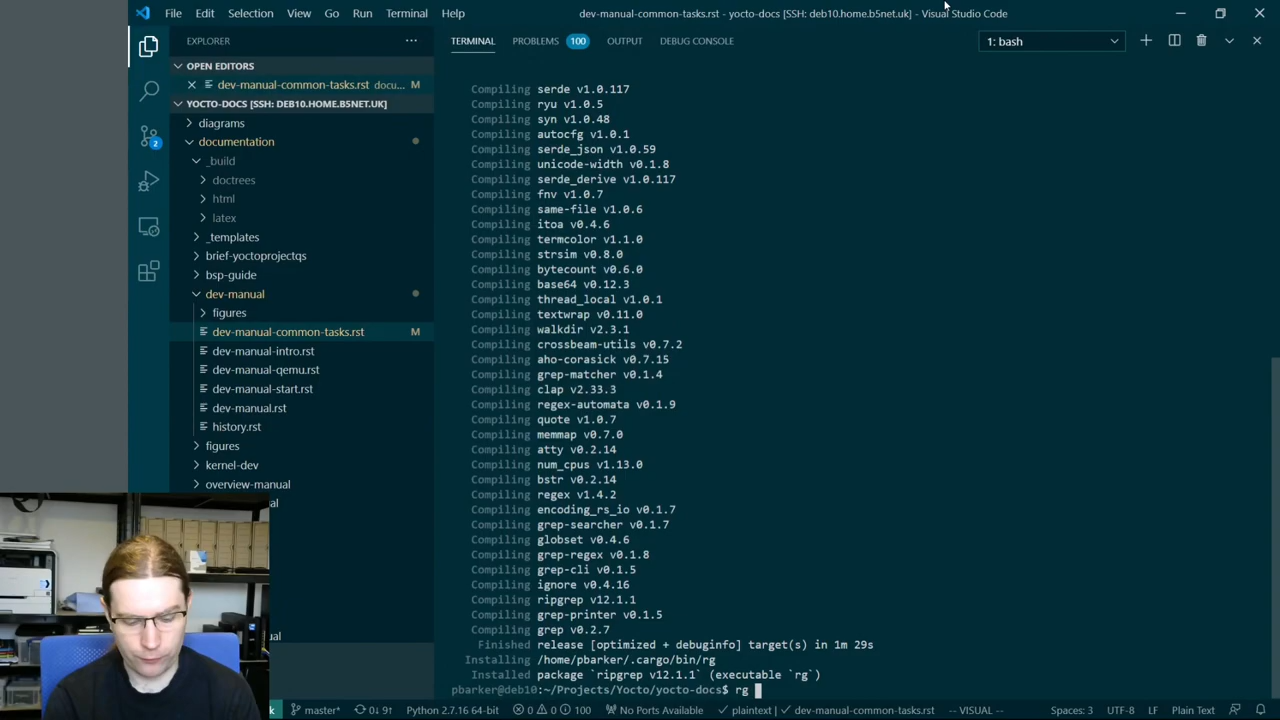 File Edit Selection View Go Run Terminal Help
dev-manual-common-tasks.rst - yocto-docs [SSH: deb10.home.b5net.uk] - Visual Studio Code
EXPLORER
OPEN EDITORS
dev-manual-common-tasks.rst docu... M
YOCTO-DOCS [SSH: DEB10.HOME.B5NET.UK]
diagrams
documentation
_build
doctrees
html
latex
_templates
brief-yoctoprojectqs
bsp-guide
dev-manual
figures
dev-manual-common-tasks.rst M
dev-manual-intro.rst
dev-manual-qemu.rst
dev-manual-start.rst
dev-manual.rst
history.rst
figures
kernel-dev
overview-manual
2
TERMINAL PROBLEMS 100 OUTPUT DEBUG CONSOLE
1: bash
Compiling serde v1.0.117
Compiling ryu v1.0.5
Compiling syn v1.0.48
Compiling autocfg v1.0.1
Compiling serde_json v1.0.59
Compiling unicode-width v0.1.8
Compiling serde_derive v1.0.117
Compiling fnv v1.0.7
Compiling same-file v1.0.6
Compiling itoa v0.4.6
Compiling termcolor v1.1.0
Compiling strsim v0.8.0
Compiling bytecount v0.6.0
Compiling base64 v0.12.3
Compiling thread_local v1.0.1
Compiling textwrap v0.11.0
Compiling walkdir v2.3.1
Compiling crossbeam-utils v0.7.2
Compiling aho-corasick v0.7.15
Compiling grep-matcher v0.1.4
Compiling clap v2.33.3
Compiling regex-automata v0.1.9
Compiling quote v1.0.7
Compiling memmap v0.7.0
Compiling atty v0.2.14
Compiling num_cpus v1.13.0
Compiling bstr v0.2.14
Compiling regex v1.4.2
Compiling encoding_rs_io v0.1.7
Compiling grep-searcher v0.1.7
Compiling globset v0.4.6
Compiling grep-regex v0.1.8
Compiling grep-cli v0.1.5
Compiling ignore v0.4.16
Compiling ripgrep v12.1.1
Compiling grep-printer v0.1.5
Compiling grep v0.2.7
Finished release [optimized + debuginfo] target(s) in 1m 29s
Installing /home/pbarker/.cargo/bin/rg
Installed package `ripgrep v12.1.1` (executable `rg`)
pbarker@deb10:~/Projects/Yocto/yocto-docs$ rg
master* 0↓ 9↑ Python 2.7.16 64-bit 0 0 100 No Ports Available plaintext dev-manual-common-tasks.rst -- VISUAL -- Spaces: 3 UTF-8 LF Plain Text